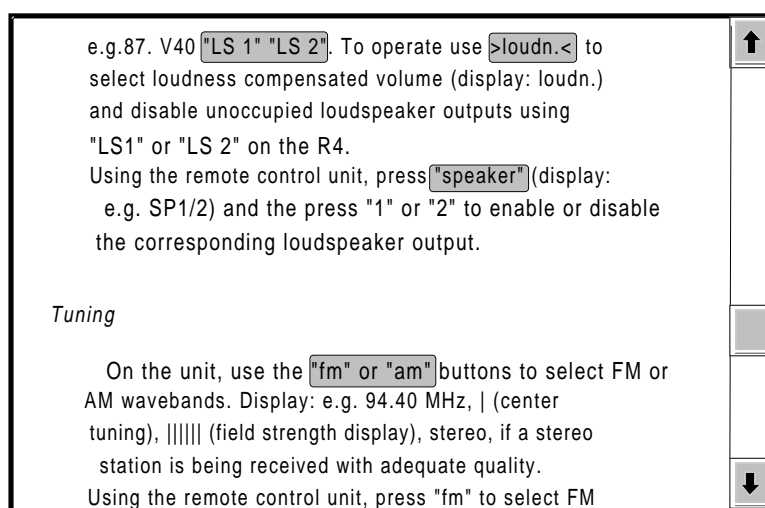 e.g.87. V40 "LS 1" "LS 2". To operate use >loudn.< to
select loudness compensated volume (display: loudn.)
and disable unoccupied loudspeaker outputs using
"LS1" or "LS 2" on the R4.
Using the remote control unit, press "speaker" (display:
e.g. SP1/2) and the press "1" or "2" to enable or disable
the corresponding loudspeaker output.
Tuning
On the unit, use the "fm" or "am" buttons to select FM or
AM wavebands. Display: e.g. 94.40 MHz, | (center
tuning), |||||| (field strength display), stereo, if a stereo
station is being received with adequate quality.
Using the remote control unit, press "fm" to select FM